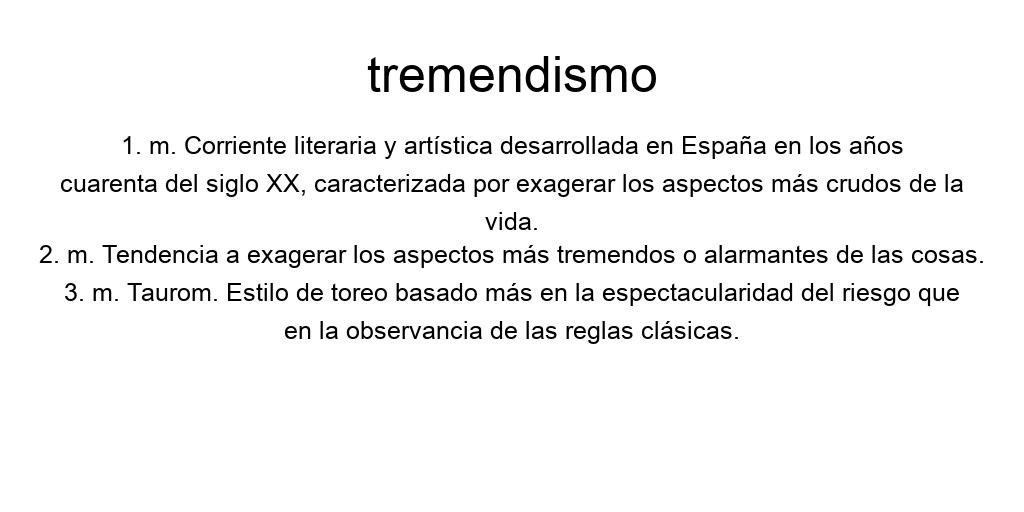 tremendismo
1. m. Corriente literaria y artística desarrollada en España en los años
cuarenta del siglo XX, caracterizada por exagerar los aspectos más crudos de la
vida.
2. m. Tendencia a exagerar los aspectos más tremendos o alarmantes de las cosas.
3. m. Taurom. Estilo de toreo basado más en la espectacularidad del riesgo que
en la observancia de las reglas clásicas.